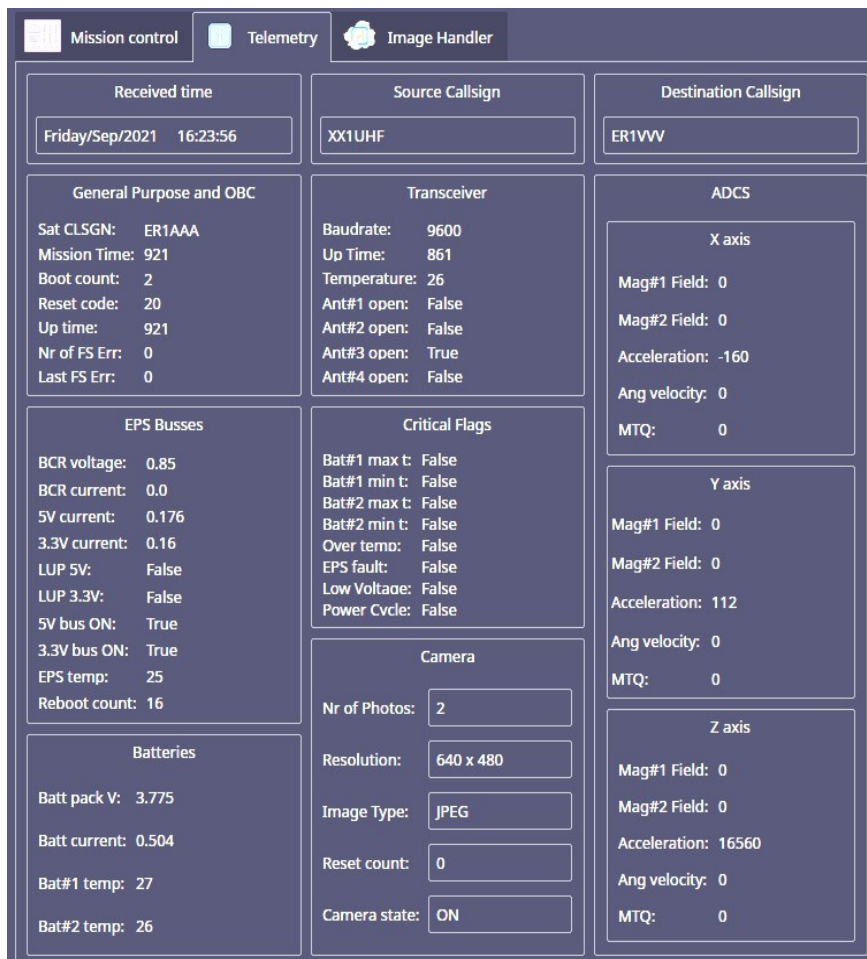 Mission control Telemetry Image Handler
Received time
Friday/Sep/2021 16:23:56
Source Callsign
XX1UHF
Destination Callsign
ER1VVV
General Purpose and OBC
Sat CLSGN: ER1AAA
Mission Time: 921
Boot count: 2
Reset code: 20
Up time: 921
Nr of FS Err: 0
Last FS Err: 0
EPS Busses
BCR voltage: 0.85
BCR current: 0.0
5V current: 0.176
3.3V current: 0.16
LUP 5V: False
LUP 3.3V: False
5V bus ON: True
3.3V bus ON: True
EPS temp: 25
Reboot count: 16
Batteries
Batt pack V: 3.775
Batt current: 0.504
Bat#1 temp: 27
Bat#2 temp: 26
Transceiver
Baudrate: 9600
Up Time: 861
Temperature: 26
Ant#1 open: False
Ant#2 open: False
Ant#3 open: True
Ant#4 open: False
Critical Flags
Bat#1 max t: False
Bat#1 min t: False
Bat#2 max t: False
Bat#2 min t: False
Over temp: False
EPS fault: False
Low Voltage: False
Power Cycle: False
Camera
Nr of Photos: 2
Resolution: 640 x 480
Image Type: JPEG
Reset count: 0
Camera state: ON
ADCS
X axis
Mag#1 Field: 0
Mag#2 Field: 0
Acceleration: -160
Ang velocity: 0
MTQ: 0
Y axis
Mag#1 Field: 0
Mag#2 Field: 0
Acceleration: 112
Ang velocity: 0
MTQ: 0
Z axis
Mag#1 Field: 0
Mag#2 Field: 0
Acceleration: 16560
Ang velocity: 0
MTQ: 0